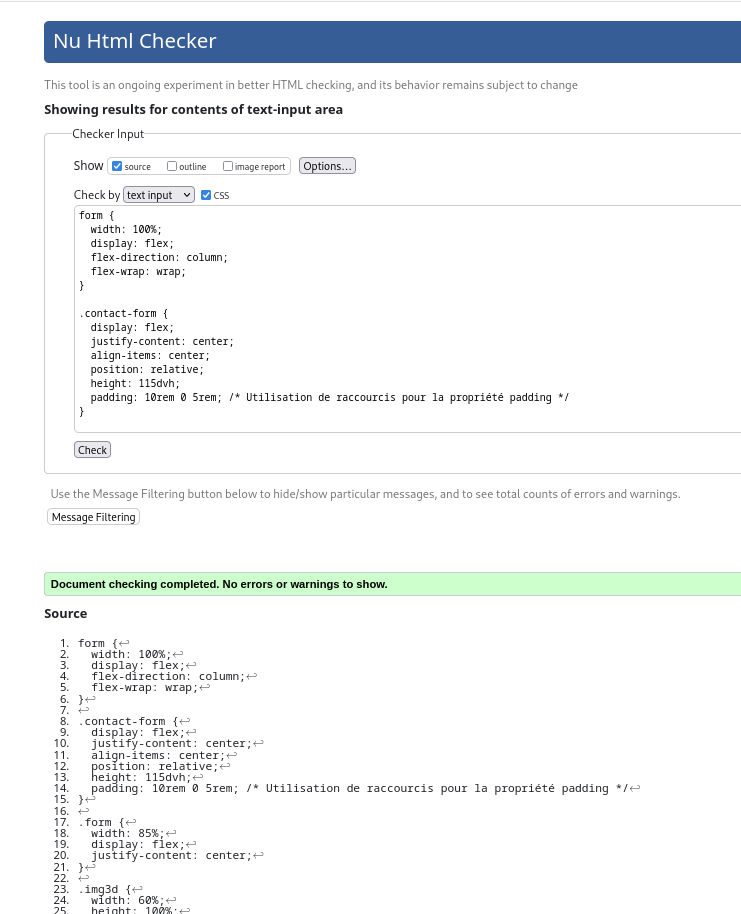 Nu Html Checker
This tool is an ongoing experiment in better HTML checking, and its behavior remains subject to change
Showing results for contents of text-input area
Checker Input
Show source outline image report Options...
Check by text input CSS
form {
  width: 100%;
  display: flex;
  flex-direction: column;
  flex-wrap: wrap;
}
.contact-form {
  display: flex;
  justify-content: center;
  align-items: center;
  position: relative;
  height: 115dvh;
  padding: 10rem 0 5rem; /* Utilisation de raccourcis pour la propriété padding */
}
Check
Use the Message Filtering button below to hide/show particular messages, and to see total counts of errors and warnings.
Message Filtering
Document checking completed. No errors or warnings to show.
Source
1. form {↩
2.   width: 100%;↩
3.   display: flex;↩
4.   flex-direction: column;↩
5.   flex-wrap: wrap;↩
6. }↩
7. ↩
8. .contact-form {↩
9.   display: flex;↩
10.   justify-content: center;↩
11.   align-items: center;↩
12.   position: relative;↩
13.   height: 115dvh;↩
14.   padding: 10rem 0 5rem; /* Utilisation de raccourcis pour la propriété padding */↩
15. }↩
16. ↩
17. .form {↩
18.   width: 85%;↩
19.   display: flex;↩
20.   justify-content: center;↩
21. }↩
22. ↩
23. .img3d {↩
24.   width: 60%;↩
25.   height: 100%;↩